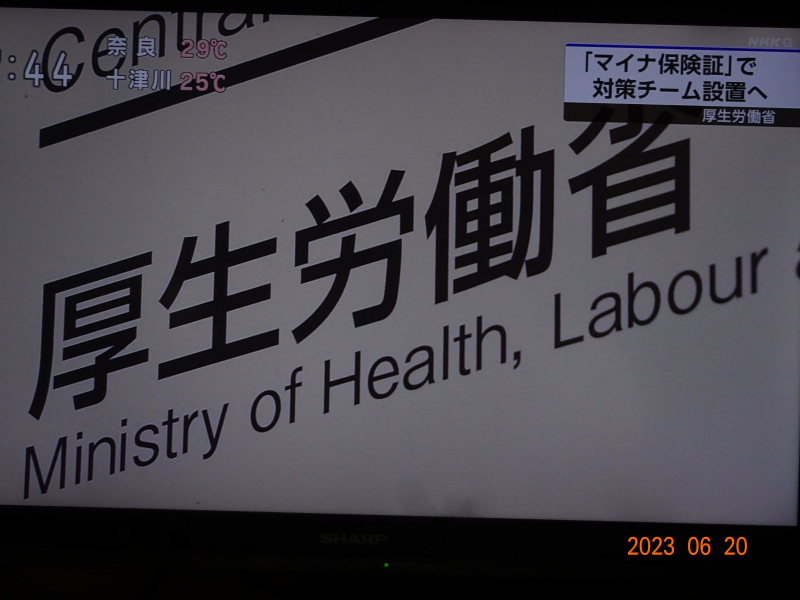 :44
奈良 29℃
十津川 25℃
Central
NHK G
「マイナ保険証」で
対策チーム設置へ
厚生労働省
厚生労働省
Ministry of Health, Labour
SHARP
2023 06 20